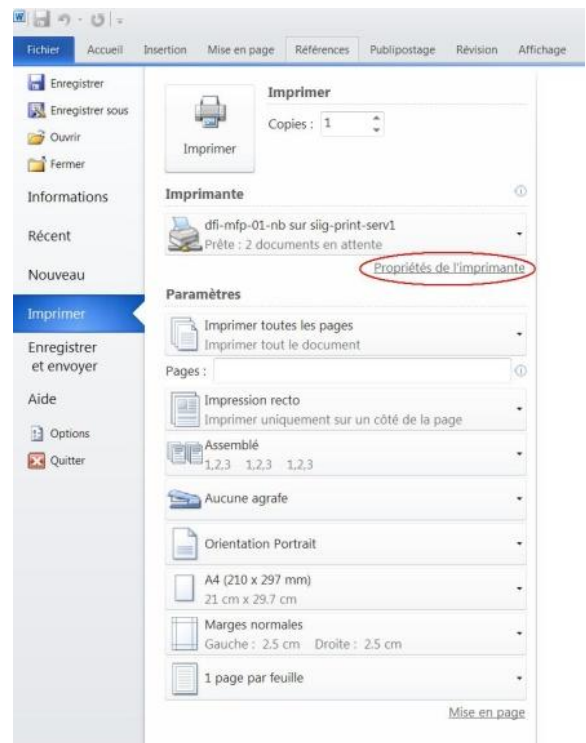 Fichier Accueil Insertion Mise en page Références Publipostage Révision Affichage
Enregistrer
Enregistrer sous
Ouvrir
Fermer
Informations
Récent
Nouveau
Imprimer
Enregistrer
et envoyer
Aide
Options
Quitter
Imprimer
Imprimer
Copies : 1
Imprimante
dfi-mfp-01-nb sur siig-print-serv1
Prête : 2 documents en attente
Propriétés de l'imprimante
Paramètres
Imprimer toutes les pages
Imprimer tout le document
Pages :
Impression recto
Imprimer uniquement sur un côté de la page
Assemblé
1,2,3 1,2,3 1,2,3
Aucune agrafe
Orientation Portrait
A4 (210 x 297 mm)
21 cm x 29.7 cm
Marges normales
Gauche : 2.5 cm Droite : 2.5 cm
1 page par feuille
Mise en page